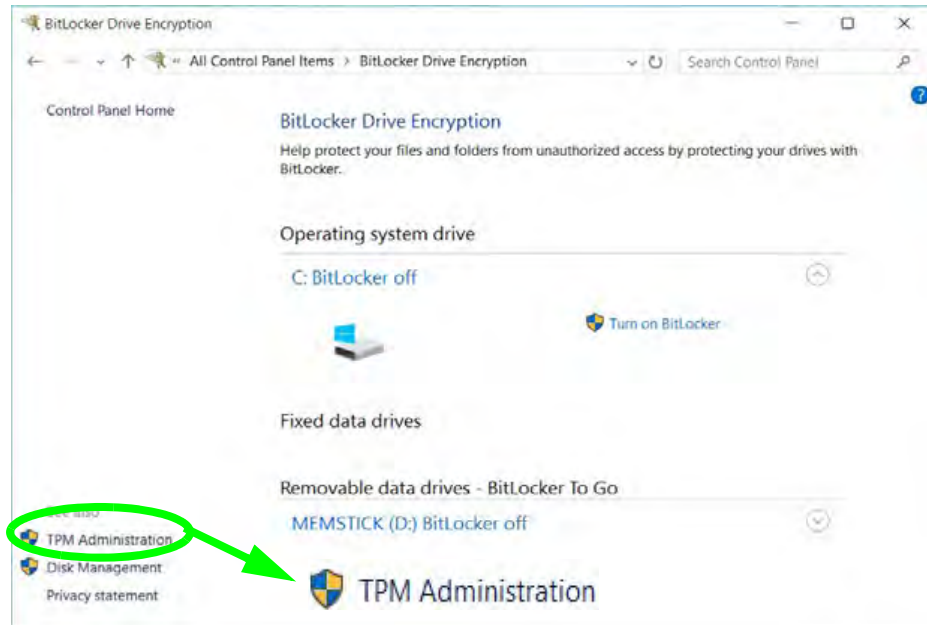 BitLocker Drive Encryption
« All Control Panel Items > BitLocker Drive Encryption
Search Control Panel
?
Control Panel Home
BitLocker Drive Encryption
Help protect your files and folders from unauthorized access by protecting your drives with
BitLocker.
Operating system drive
C: BitLocker off
Turn on BitLocker
Fixed data drives
Removable data drives - BitLocker To Go
MEMSTICK (D:) BitLocker off
See also
TPM Administration
Disk Management
Privacy statement
TPM Administration